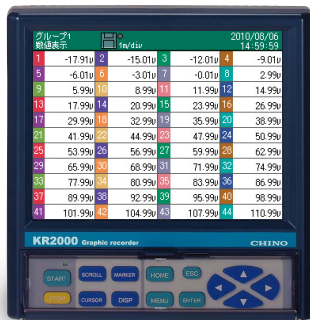 グループ1 2010/08/06
数値表示 1m/div 14:59:59
1 -17.91v 2 -15.01v 3 -12.01v 4 -9.01v
5 -6.01v 6 -3.01v 7 -0.01v 8 2.99v
9 5.99v 10 8.99v 11 11.99v 12 14.99v
13 17.99v 14 20.99v 15 23.99v 16 26.99v
17 29.99v 18 32.99v 19 35.99v 20 38.99v
21 41.99v 22 44.99v 23 47.99v 24 50.99v
25 53.99v 26 56.99v 27 59.99v 28 62.99v
29 65.99v 30 68.99v 31 71.99v 32 74.99v
33 77.99v 34 80.99v 35 83.99v 36 86.99v
37 89.99v 38 92.99v 39 95.99v 40 98.99v
41 101.99v 42 104.99v 43 107.99v 44 110.99v
KR2000 Graphic recorder CHINO
START SCROLL MARKER HOME ESC
STOP CURSOR DISP MENU ENTER